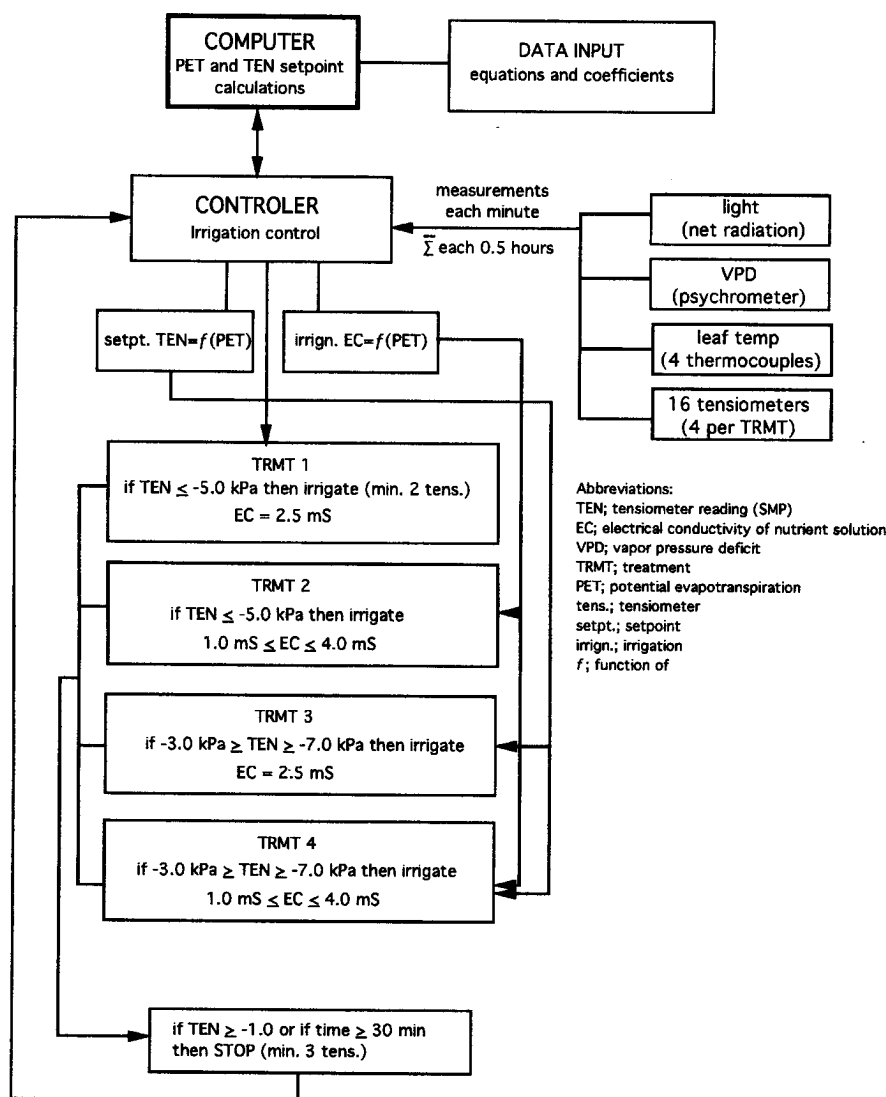 COMPUTER
PET and TEN setpoint
calculations
DATA INPUT
equations and coefficients
CONTROLER
Irrigation control
measurements
each minute
Σ̅ each 0.5 hours
light
(net radiation)
VPD
(psychrometer)
leaf temp
(4 thermocouples)
16 tensiometers
(4 per TRMT)
setpt. TEN=f(PET)
irrign. EC=f(PET)
TRMT 1
if TEN ≤ -5.0 kPa then irrigate (min. 2 tens.)
EC = 2.5 mS
TRMT 2
if TEN ≤ -5.0 kPa then irrigate
1.0 mS ≤ EC ≤ 4.0 mS
TRMT 3
if -3.0 kPa ≥ TEN ≥ -7.0 kPa then irrigate
EC = 2.5 mS
TRMT 4
if -3.0 kPa ≥ TEN ≥ -7.0 kPa then irrigate
1.0 mS ≤ EC ≤ 4.0 mS
Abbreviations:
TEN; tensiometer reading (SMP)
EC; electrical conductivity of nutrient solution
VPD; vapor pressure deficit
TRMT; treatment
PET; potential evapotranspiration
tens.; tensiometer
setpt.; setpoint
irrign.; irrigation
f; function of
if TEN ≥ -1.0 or if time ≥ 30 min
then STOP (min. 3 tens.)